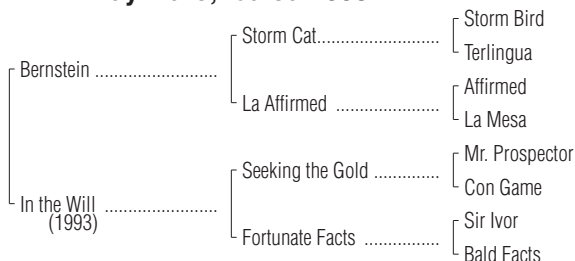 Storm Bird
Storm Cat..............................
Terlingua
Bernstein ..............................
Affirmed
La Affirmed .........................
La Mesa
Mr. Prospector
Seeking the Gold ................
Con Game
In the Will ............................
(1993)
Sir Ivor
Fortunate Facts ..................
Bald Facts